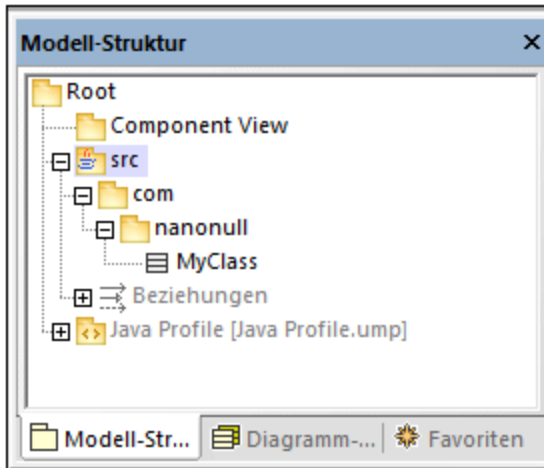 Modell-Struktur
Root
Component View
src
com
nanonull
MyClass
Beziehungen
Java Profile [Java Profile.ump]
Modell-Str... Diagramm-... Favoriten